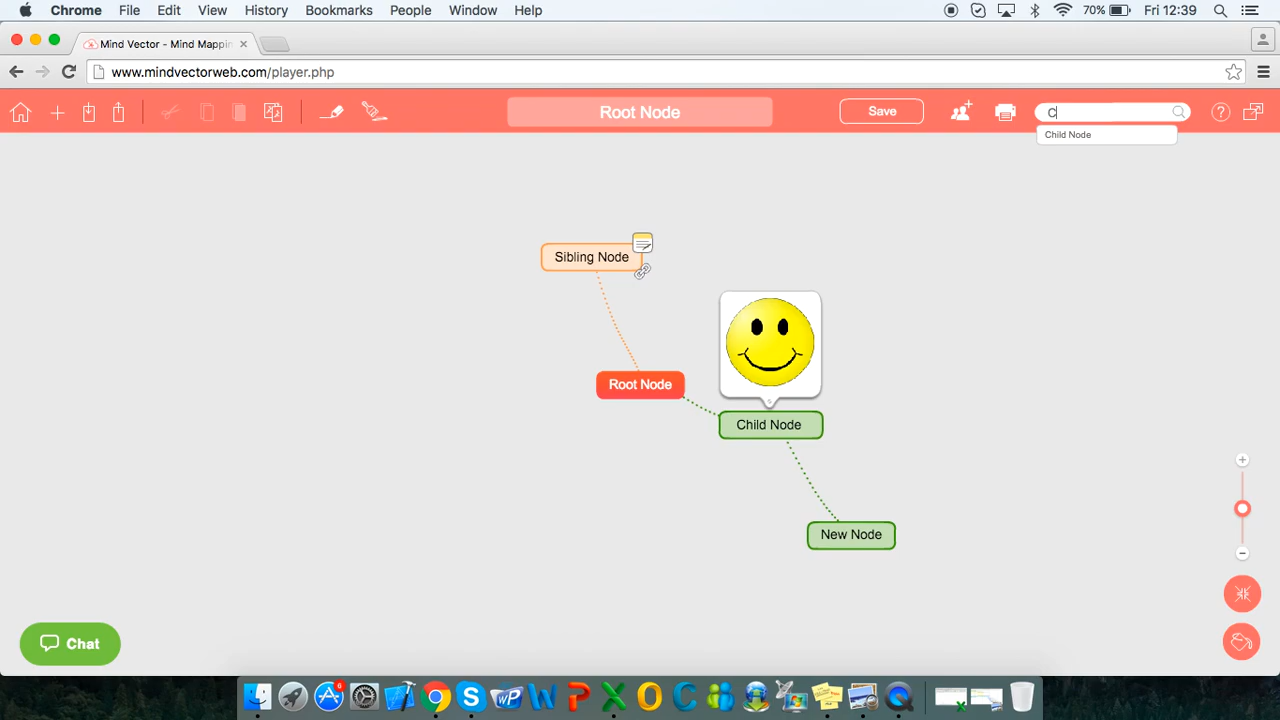 Chrome File Edit View History Bookmarks People Window Help 70% Fri 12:39
Mind Vector - Mind Mappin
www.mindvectorweb.com/player.php
Root Node
Save
C
Child Node
Sibling Node
Root Node
Child Node
New Node
Chat